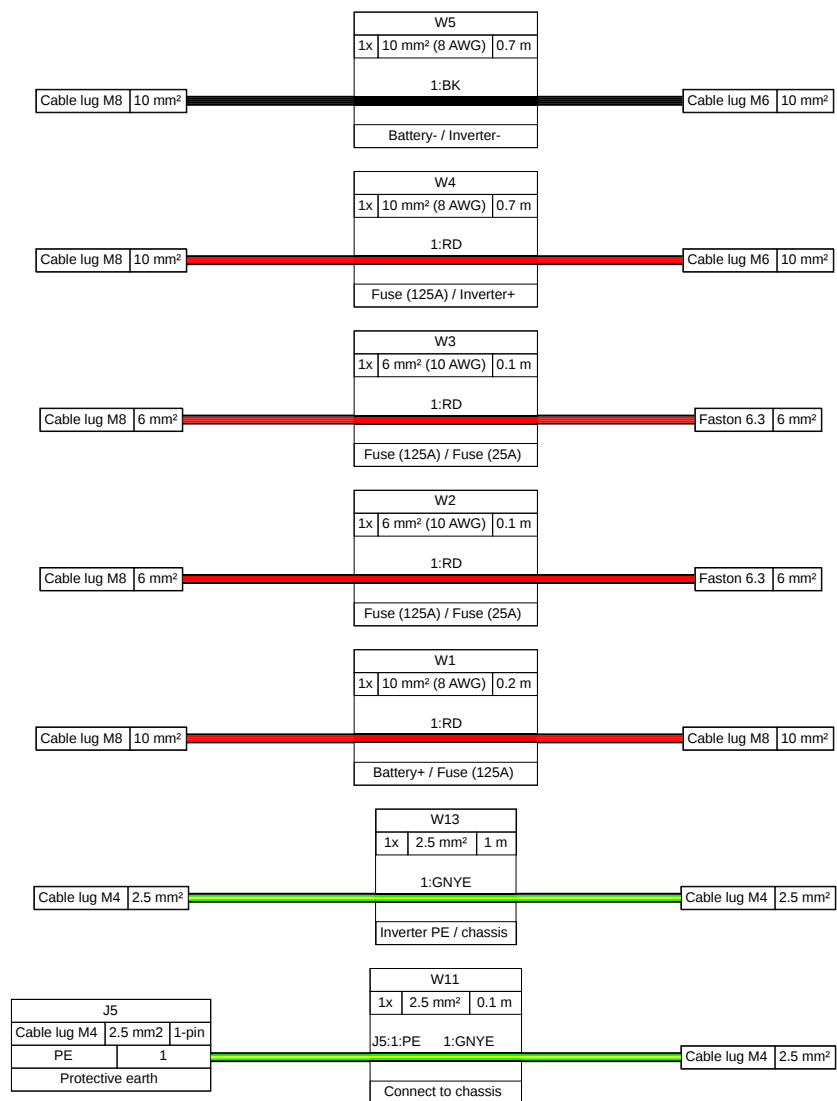 W5
1x 10 mm² (8 AWG) 0.7 m
1:BK
Cable lug M8 10 mm² Cable lug M6 10 mm²
Battery- / Inverter-
W4
1x 10 mm² (8 AWG) 0.7 m
1:RD
Cable lug M8 10 mm² Cable lug M6 10 mm²
Fuse (125A) / Inverter+
W3
1x 6 mm² (10 AWG) 0.1 m
1:RD
Cable lug M8 6 mm² Faston 6.3 6 mm²
Fuse (125A) / Fuse (25A)
W2
1x 6 mm² (10 AWG) 0.1 m
1:RD
Cable lug M8 6 mm² Faston 6.3 6 mm²
Fuse (125A) / Fuse (25A)
W1
1x 10 mm² (8 AWG) 0.2 m
1:RD
Cable lug M8 10 mm² Cable lug M8 10 mm²
Battery+ / Fuse (125A)
W13
1x 2.5 mm² 1 m
1:GNYE
Cable lug M4 2.5 mm² Cable lug M4 2.5 mm²
Inverter PE / chassis
W11
1x 2.5 mm² 0.1 m
J5
Cable lug M4 2.5 mm2 1-pin
J5:1:PE 1:GNYE
PE 1
Cable lug M4 2.5 mm²
Protective earth
Connect to chassis